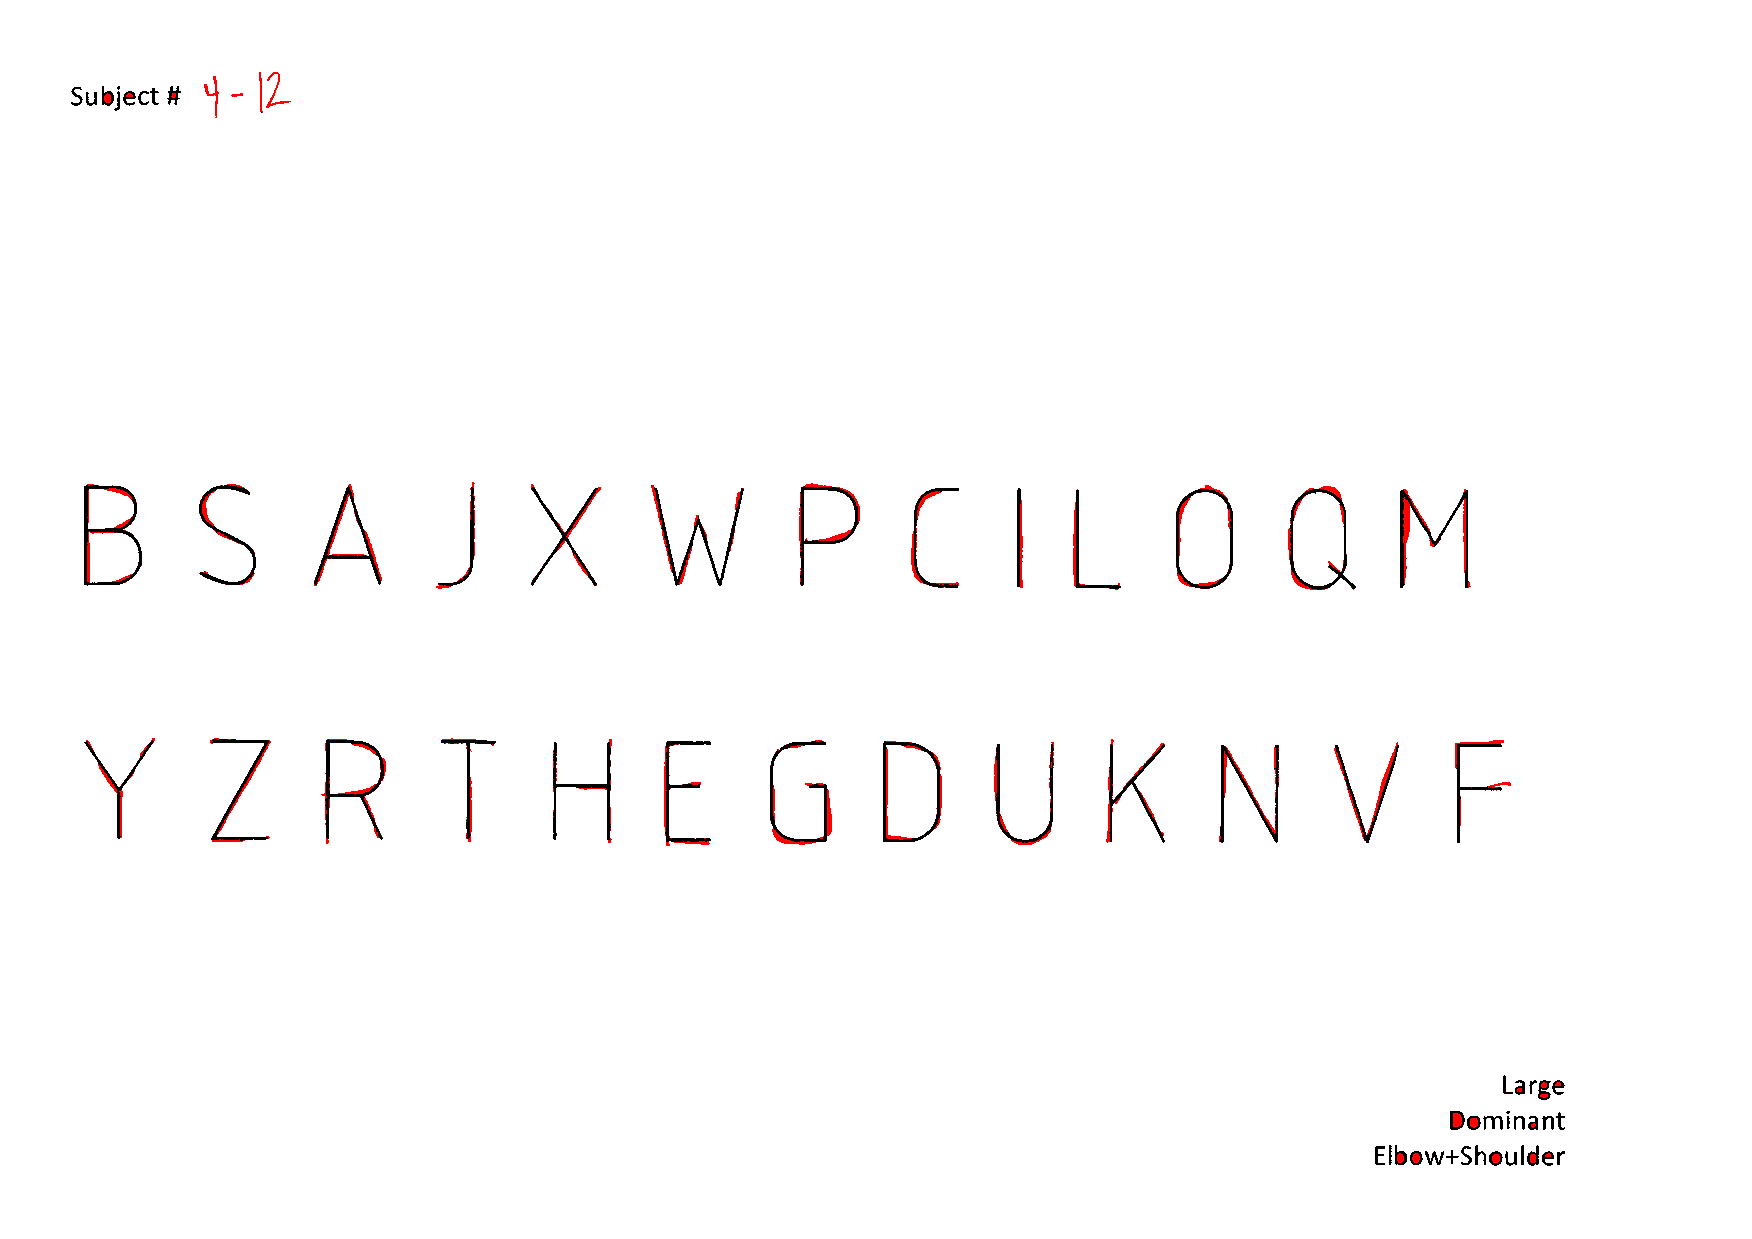 Subject # 4-12
B S A J X W P C I L O Q M
Y Z R T H E G D U K N V F
Large
Dominant
Elbow+Shoulder